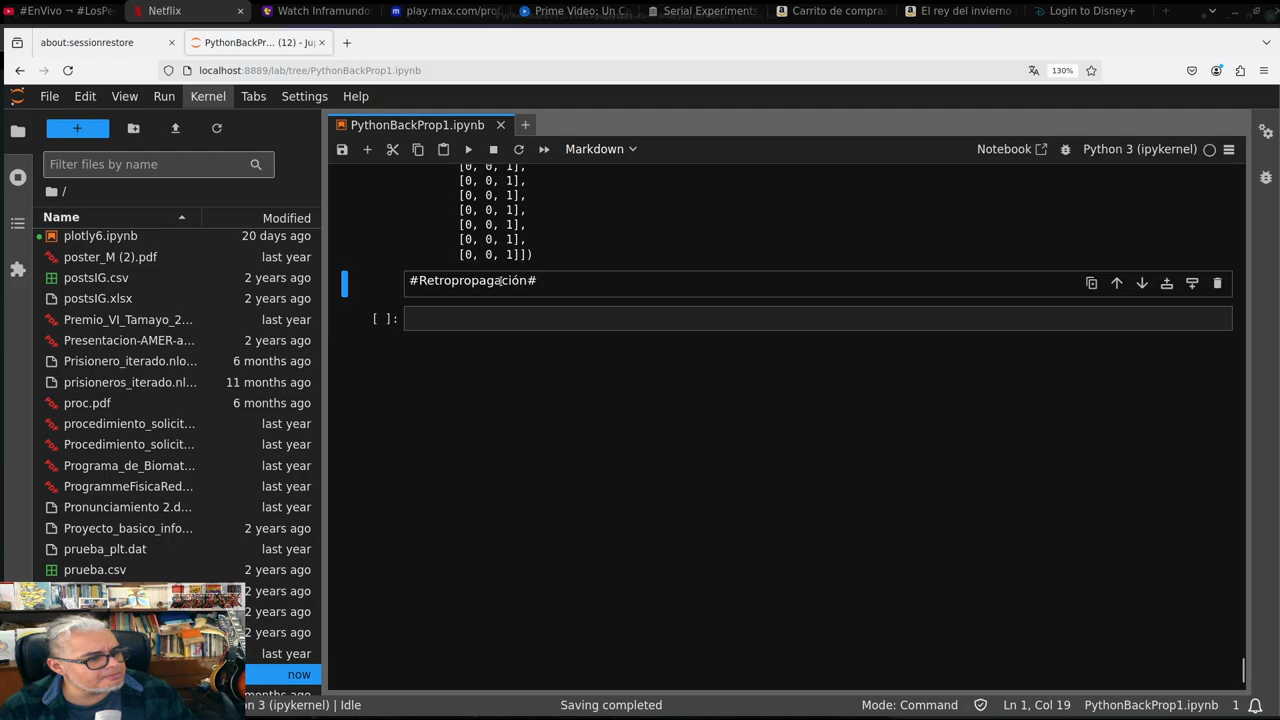 #EnVivo ¬ #LosPe
Netflix
Watch Inframundo
play.max.com/prof
Prime Video: Un Ca
Serial Experiments
Carrito de compras
El rey del invierno
Login to Disney+
about:sessionrestore
PythonBackPr... (12) - Jup
localhost:8889/lab/tree/PythonBackProp1.ipynb
130%
File Edit View Run Kernel Tabs Settings Help
PythonBackProp1.ipynb
Markdown
Notebook
Python 3 (ipykernel)
Filter files by name
/
Name
Modified
plotly6.ipynb 20 days ago
poster_M (2).pdf last year
postsIG.csv 2 years ago
postsIG.xlsx 2 years ago
Premio_VI_Tamayo_2... last year
Presentacion-AMER-a... 2 years ago
Prisionero_iterado.nlo... 6 months ago
prisioneros_iterado.nl... 11 months ago
proc.pdf 6 months ago
procedimiento_solicit... last year
Procedimiento_solicit... last year
Programa_de_Biomat... last year
ProgrammeFisicaRed... last year
Pronunciamiento 2.d... last year
Proyecto_basico_info... 2 years ago
prueba_plt.dat last year
prueba.csv 2 years ago
years ago
2 years ago
2 years ago
last year
now
months ago
[0, 0, 1],
[0, 0, 1],
[0, 0, 1],
[0, 0, 1],
[0, 0, 1],
[0, 0, 1],
[0, 0, 1]])
#Retropropagación#
[ ]:
3 (ipykernel) | Idle
Saving completed
Mode: Command
Ln 1, Col 19
PythonBackProp1.ipynb
1